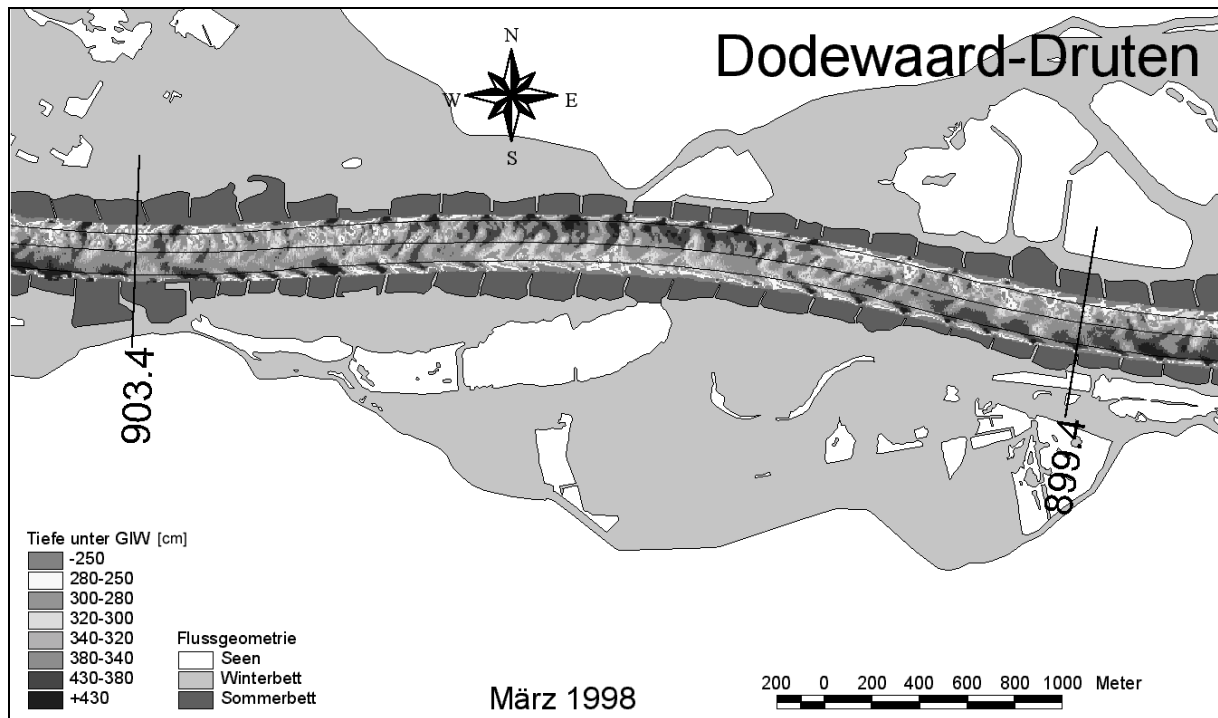 Dodewaard-Druten
N
W E
S
903.4
899.4
Tiefe unter GlW [cm]
-250
280-250
300-280
320-300
340-320
380-340
430-380
+430
Flussgeometrie
Seen
Winterbett
Sommerbett
März 1998
200 0 200 400 600 800 1000 Meter